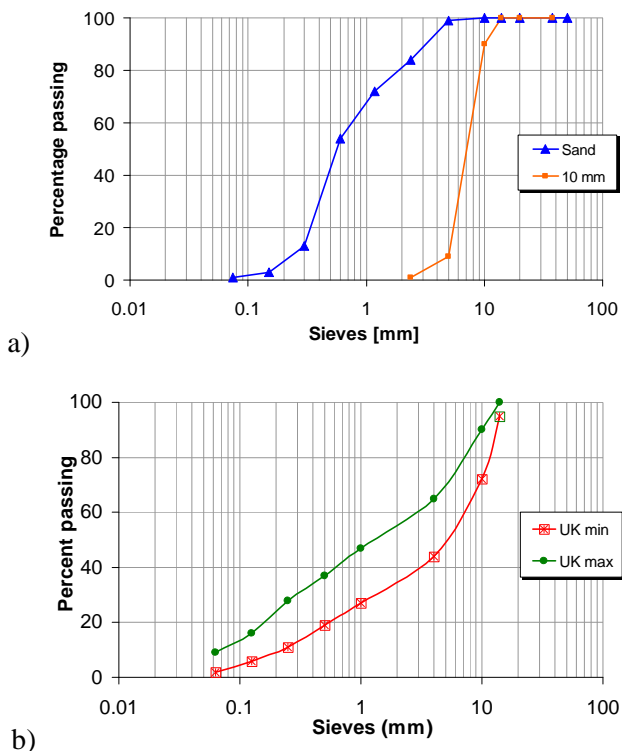 100
80
60
40
20
0
Percentage passing
0.01 0.1 1 10 100
Sieves [mm]
Sand
10 mm
a)
100
80
60
40
20
0
Percent passing
0.01 0.1 1 10 100
Sieves (mm)
UK min
UK max
b)